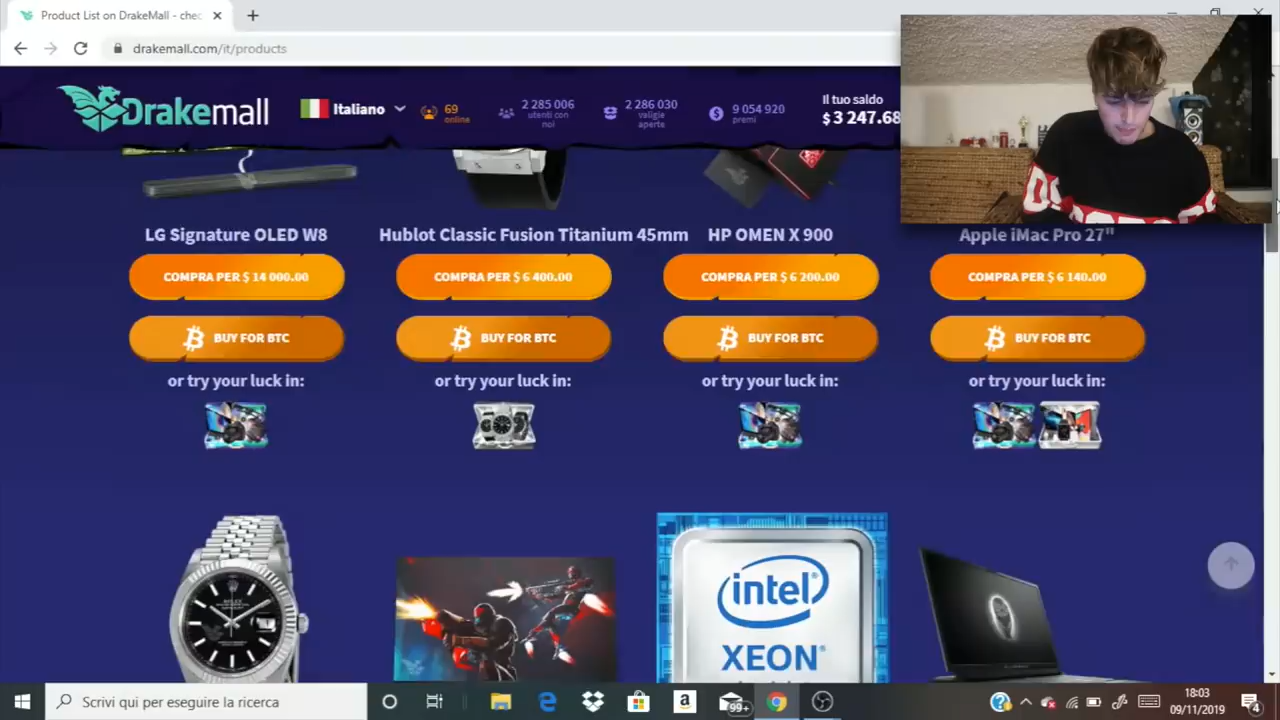 Product List on DrakeMall - chec
drakemall.com/it/products
Drakemall
Italiano
69
online
2 285 006
utenti con
noi
2 286 030
valigie
aperte
9 054 920
premi
Il tuo saldo
$ 3 247.68
LG Signature OLED W8
Hublot Classic Fusion Titanium 45mm
HP OMEN X 900
Apple iMac Pro 27"
COMPRA PER $ 14 000.00
COMPRA PER $ 6 400.00
COMPRA PER $ 6 200.00
COMPRA PER $ 6 140.00
BUY FOR BTC
BUY FOR BTC
BUY FOR BTC
BUY FOR BTC
or try your luck in:
or try your luck in:
or try your luck in:
or try your luck in:
intel
XEON
Scrivi qui per eseguire la ricerca
99+
18:03
09/11/2019
4